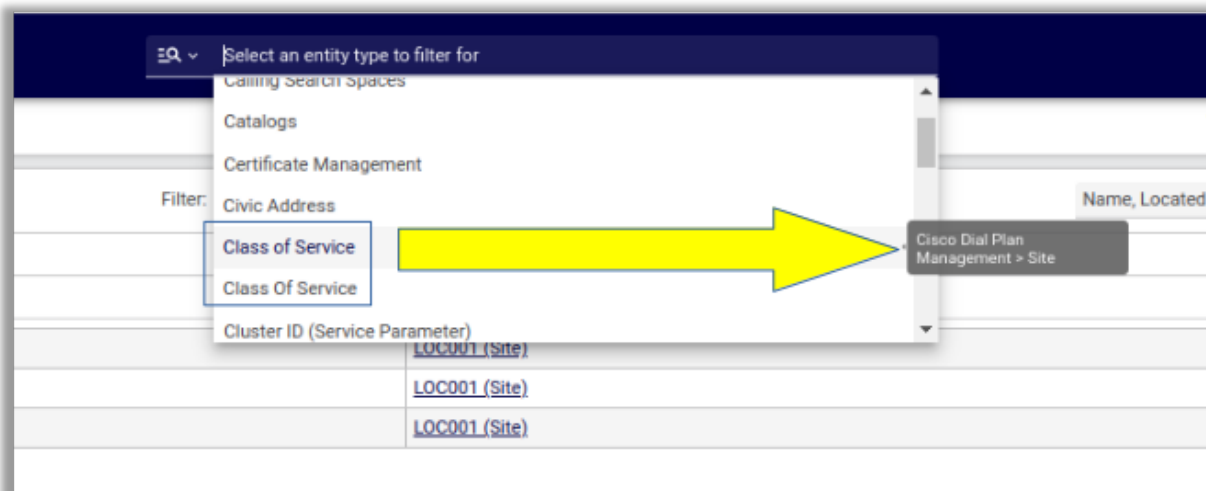 Select an entity type to filter for
Calling Search Spaces
Catalogs
Certificate Management
Filter:
Civic Address
Name, Located
Class of Service
Cisco Dial Plan
Management > Site
Class Of Service
Cluster ID (Service Parameter)
LOC001 (Site)
LOC001 (Site)
LOC001 (Site)